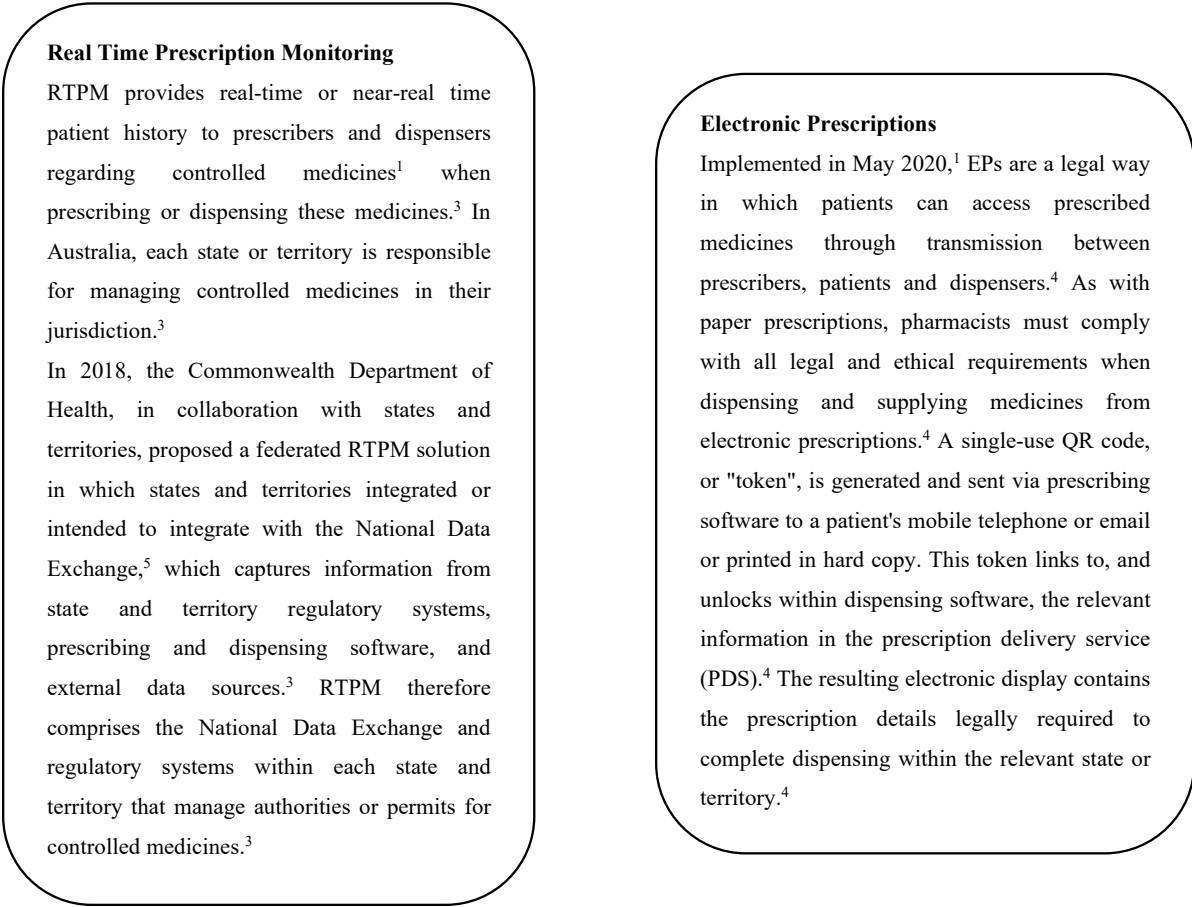 Real Time Prescription Monitoring
RTPM provides real-time or near-real time
patient history to prescribers and dispensers
regarding controlled medicines¹ when
prescribing or dispensing these medicines.³ In
Australia, each state or territory is responsible
for managing controlled medicines in their
jurisdiction.³
In 2018, the Commonwealth Department of
Health, in collaboration with states and
territories, proposed a federated RTPM solution
in which states and territories integrated or
intended to integrate with the National Data
Exchange,⁵ which captures information from
state and territory regulatory systems,
prescribing and dispensing software, and
external data sources.³ RTPM therefore
comprises the National Data Exchange and
regulatory systems within each state and
territory that manage authorities or permits for
controlled medicines.³
Electronic Prescriptions
Implemented in May 2020,¹ EPs are a legal way
in which patients can access prescribed
medicines through transmission between
prescribers, patients and dispensers.⁴ As with
paper prescriptions, pharmacists must comply
with all legal and ethical requirements when
dispensing and supplying medicines from
electronic prescriptions.⁴ A single-use QR code,
or "token", is generated and sent via prescribing
software to a patient's mobile telephone or email
or printed in hard copy. This token links to, and
unlocks within dispensing software, the relevant
information in the prescription delivery service
(PDS).⁴ The resulting electronic display contains
the prescription details legally required to
complete dispensing within the relevant state or
territory.⁴